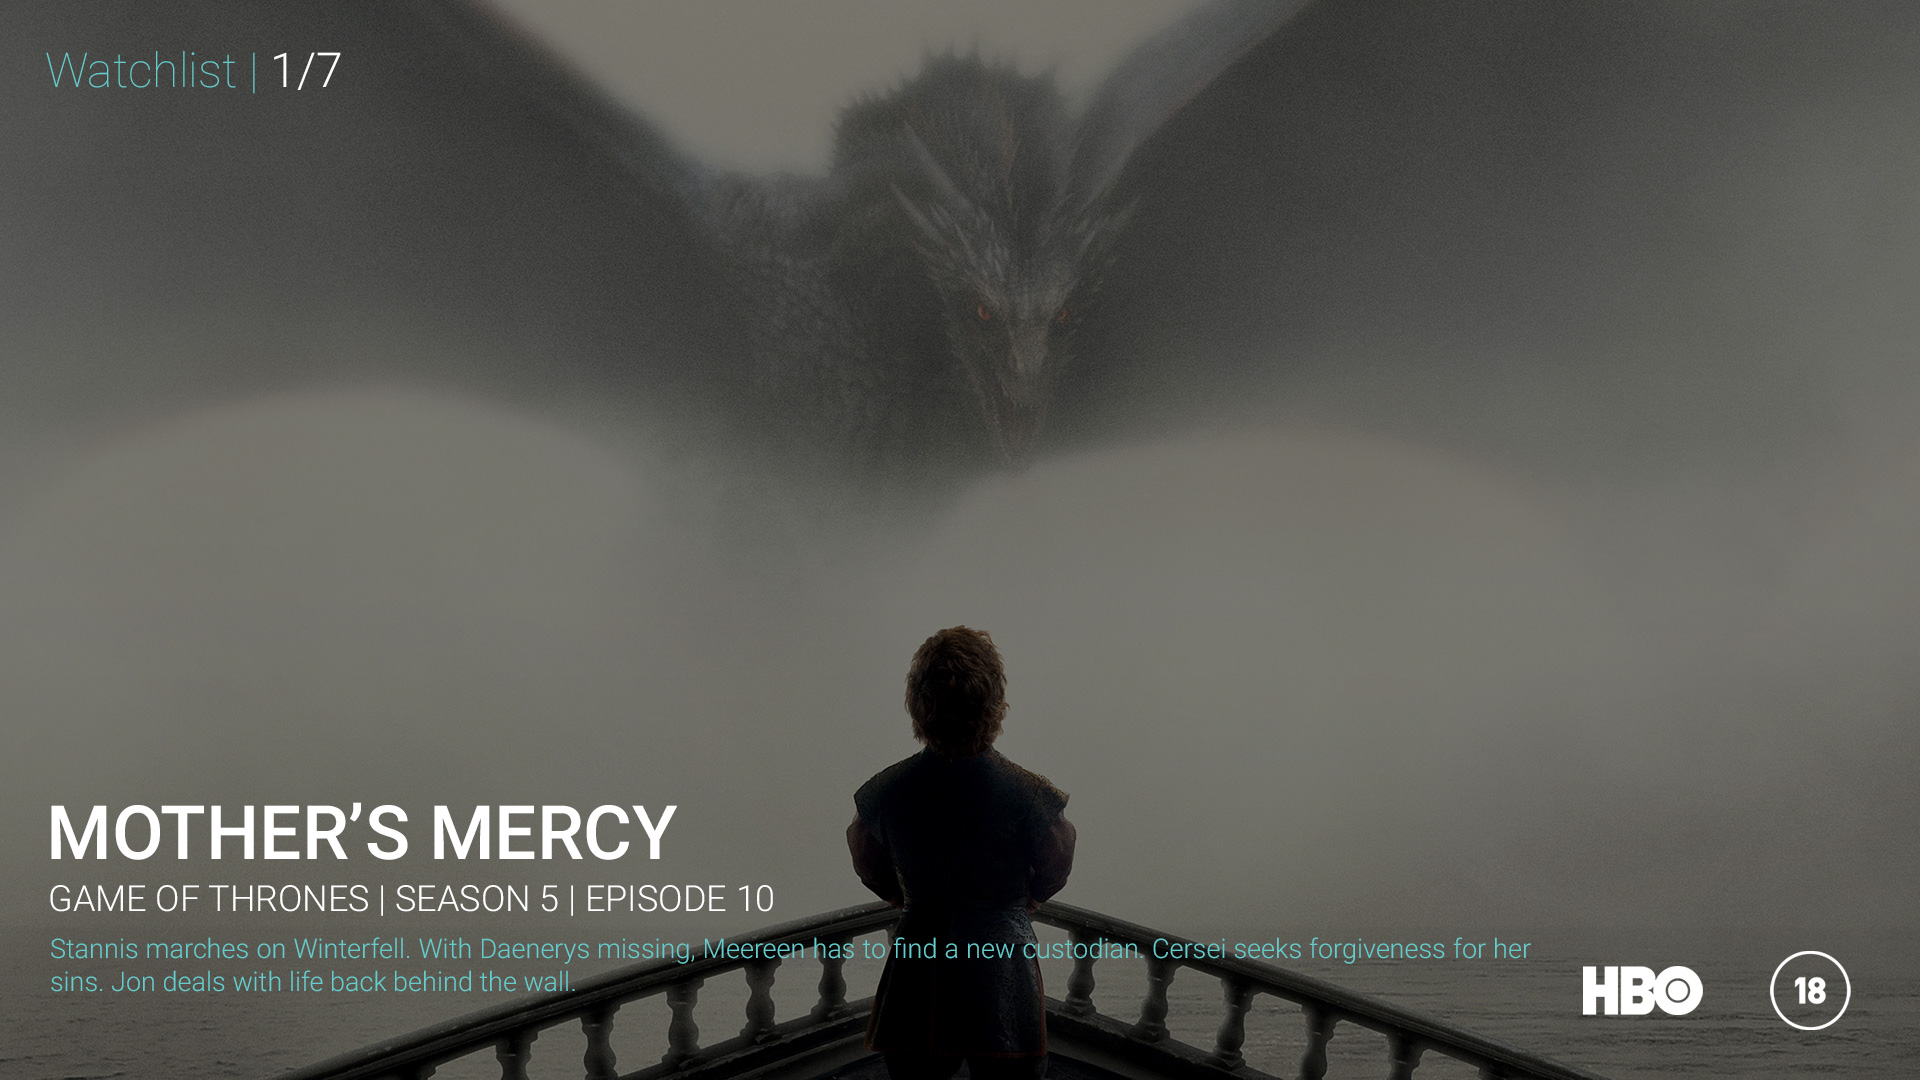 Watchlist | 1/7
MOTHER’S MERCY
GAME OF THRONES | SEASON 5 | EPISODE 10
Stannis marches on Winterfell. With Daenerys missing, Meereen has to find a new custodian. Cersei seeks forgiveness for her
sins. Jon deals with life back behind the wall.
HBO
18